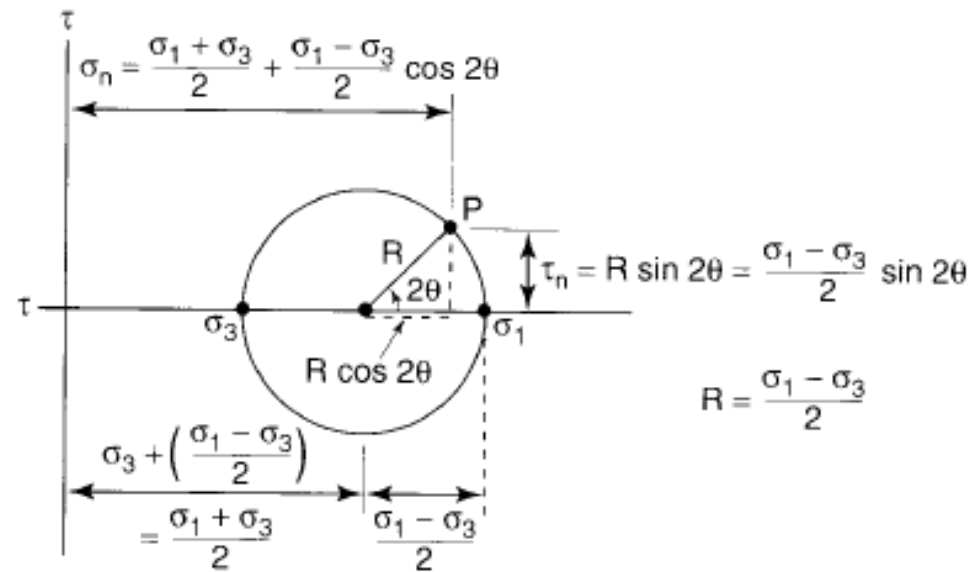 τ
σₙ = (σ₁ + σ₃)/2 + (σ₁ − σ₃)/2 cos 2θ
P
R
2θ
τₙ = R sin 2θ = (σ₁ − σ₃)/2 sin 2θ
τ
σ₃
σ₁
R cos 2θ
R = (σ₁ − σ₃)/2
σ₃ + ((σ₁ − σ₃)/2)
= (σ₁ + σ₃)/2
(σ₁ − σ₃)/2